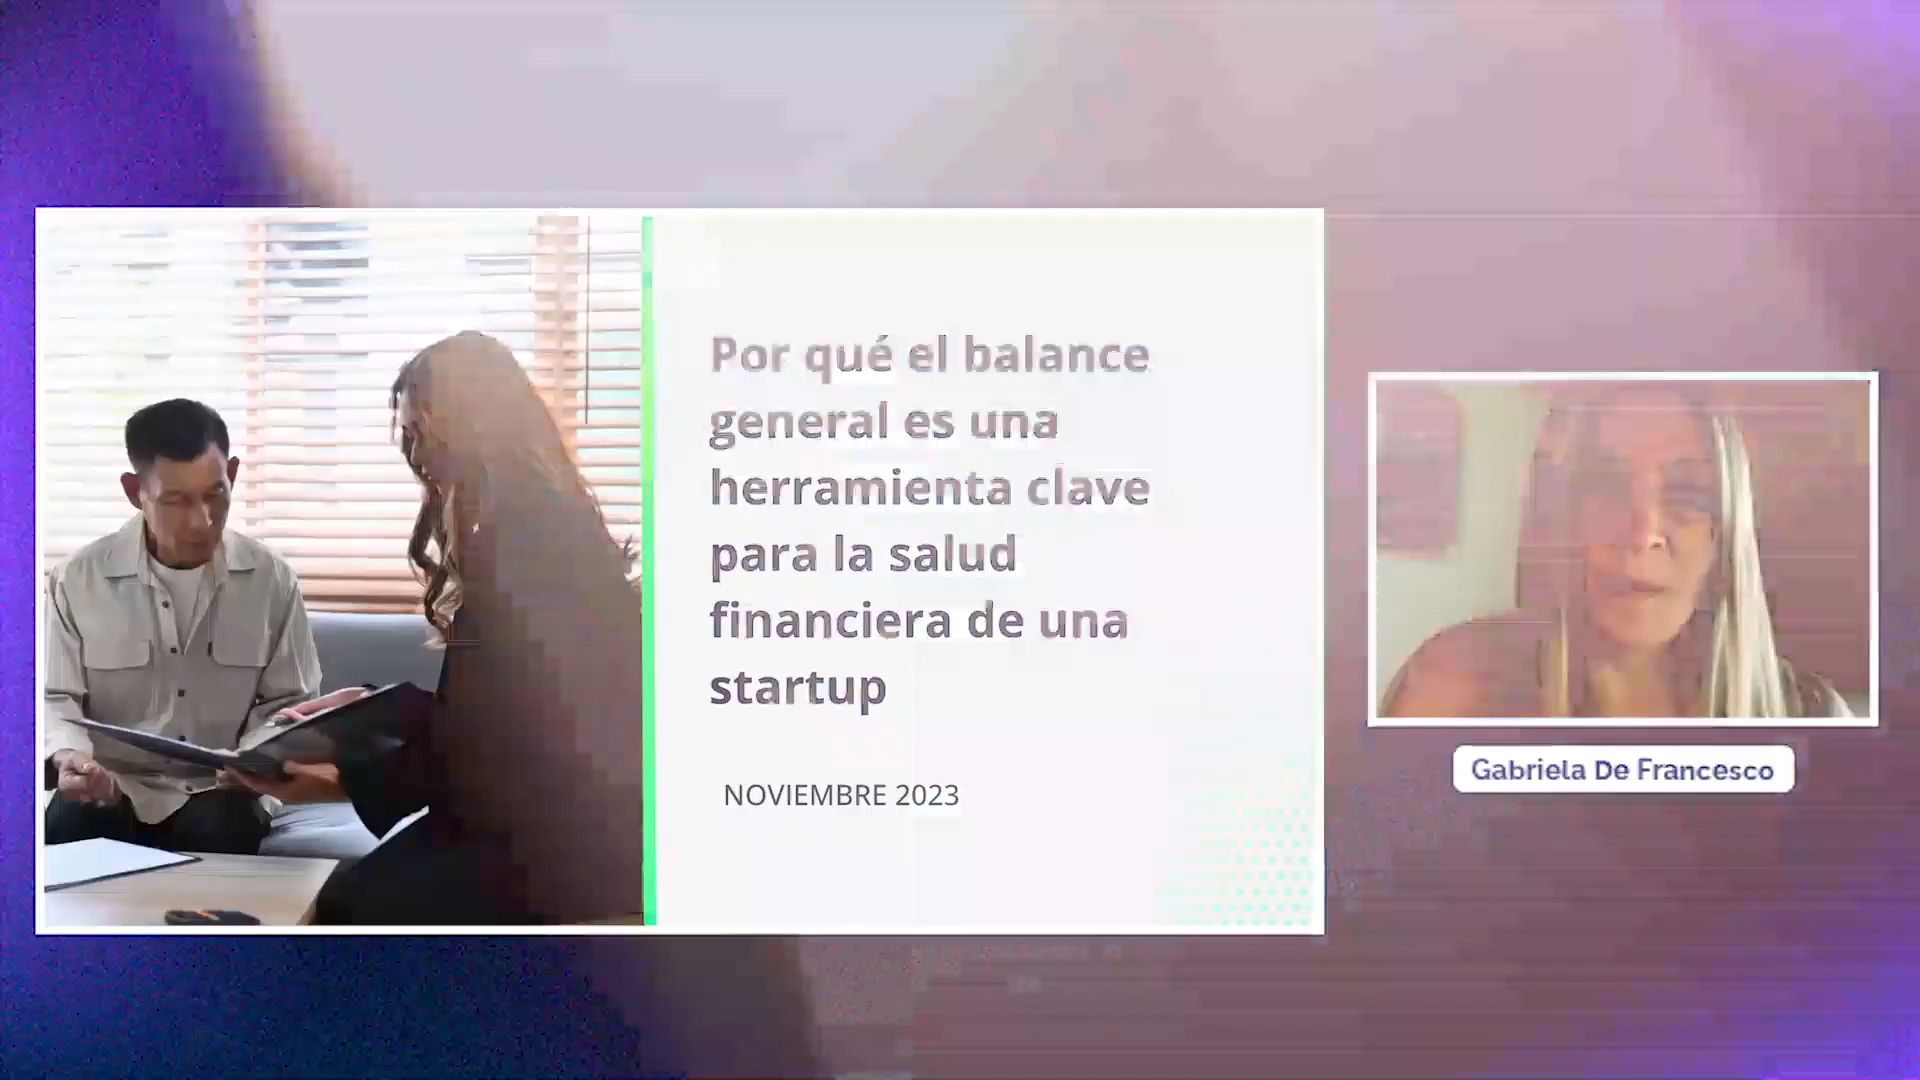 Por qué el balance
general es una
herramienta clave
para la salud
financiera de una
startup
NOVIEMBRE 2023
Gabriela De Francesco